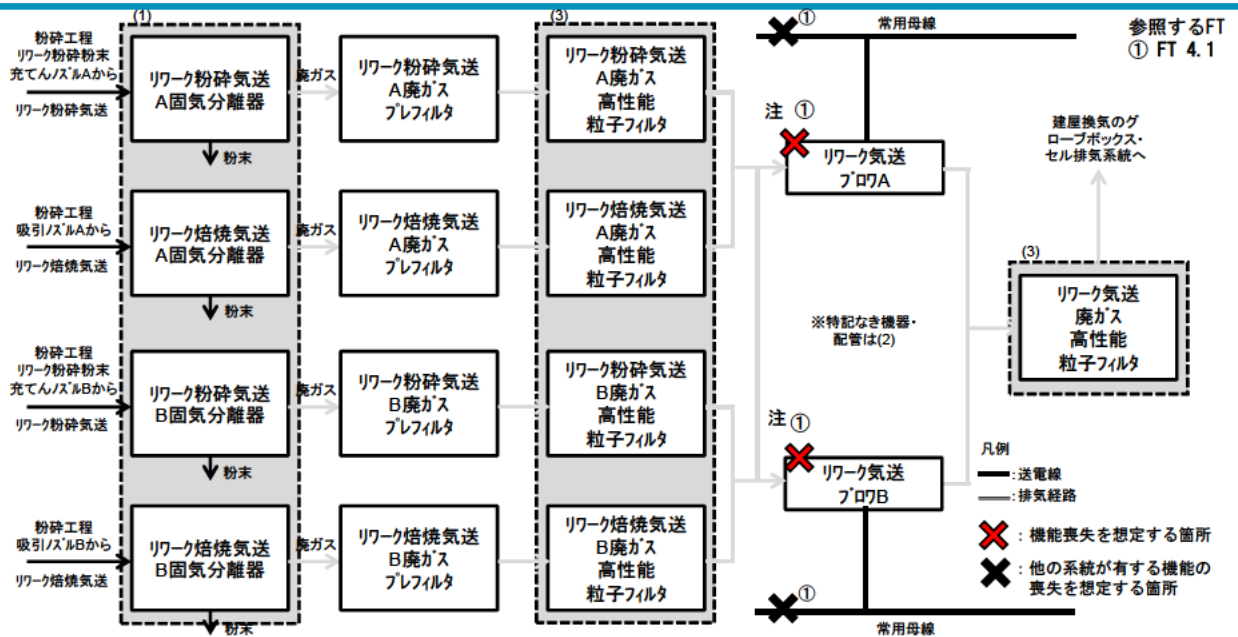 (1)
(3)
①
常用母線
参照するFT
① FT 4.1
粉砕工程
リワーク粉砕粉末
充てんノズルAから
リワーク粉砕気送
リワーク粉砕気送
A固気分離器
粉末
廃ガス
リワーク粉砕気送
A廃ガス
プレフィルタ
リワーク粉砕気送
A廃ガス
高性能
粒子フィルタ
注 ①
リワーク気送
ブロワA
建屋換気のグ
ローブボックス・
セル排気系統へ
粉砕工程
吸引ノズルAから
リワーク焙焼気送
リワーク焙焼気送
A固気分離器
粉末
廃ガス
リワーク焙焼気送
A廃ガス
プレフィルタ
リワーク焙焼気送
A廃ガス
高性能
粒子フィルタ
※特記なき機器・
配管は(2)
(3)
リワーク気送
廃ガス
高性能
粒子フィルタ
粉砕工程
リワーク粉砕粉末
充てんノズルBから
リワーク粉砕気送
リワーク粉砕気送
B固気分離器
粉末
廃ガス
リワーク粉砕気送
B廃ガス
プレフィルタ
リワーク粉砕気送
B廃ガス
高性能
粒子フィルタ
注 ①
リワーク気送
ブロワB
粉砕工程
吸引ノズルBから
リワーク焙焼気送
リワーク焙焼気送
B固気分離器
粉末
廃ガス
リワーク焙焼気送
B廃ガス
プレフィルタ
リワーク焙焼気送
B廃ガス
高性能
粒子フィルタ
①
常用母線
凡例
:送電線
:排気経路
: 機能喪失を想定する箇所
: 他の系統が有する機能の
喪失を想定する箇所